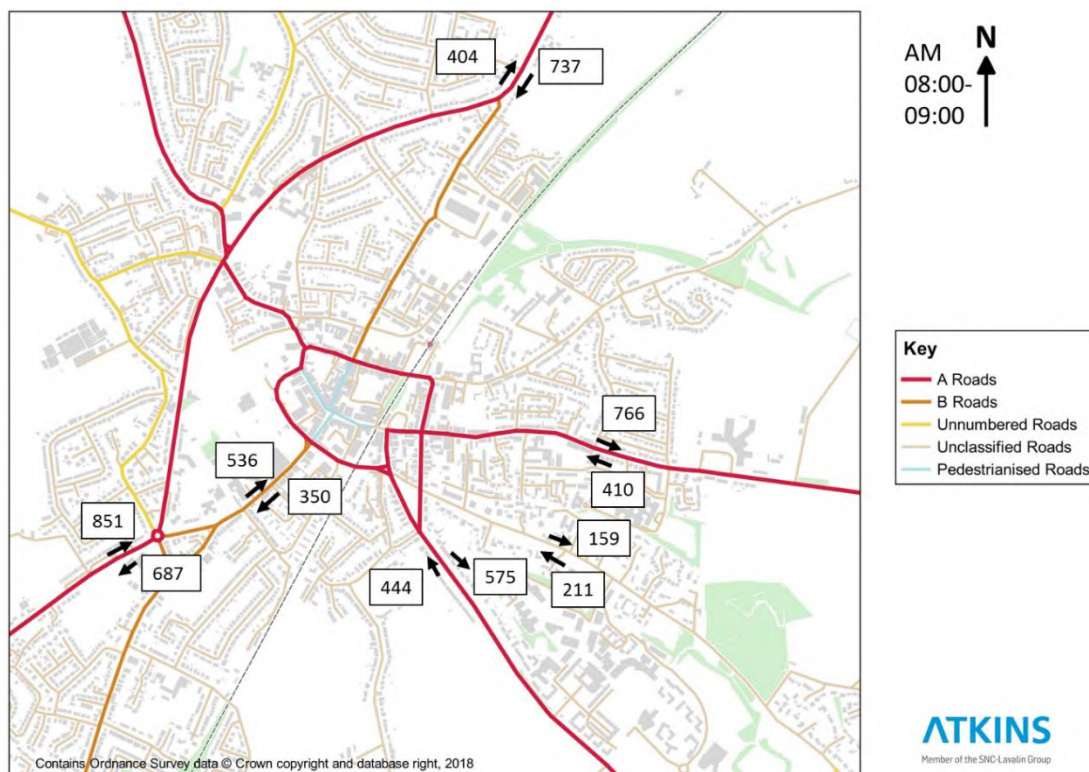 404
737
AM
08:00-
09:00
N
766
410
536
350
851
687
159
211
444
575
Key
A Roads
B Roads
Unnumbered Roads
Unclassified Roads
Pedestrianised Roads
Contains Ordnance Survey data © Crown copyright and database right, 2018
ATKINS
Member of the SNC-Lavalin Group